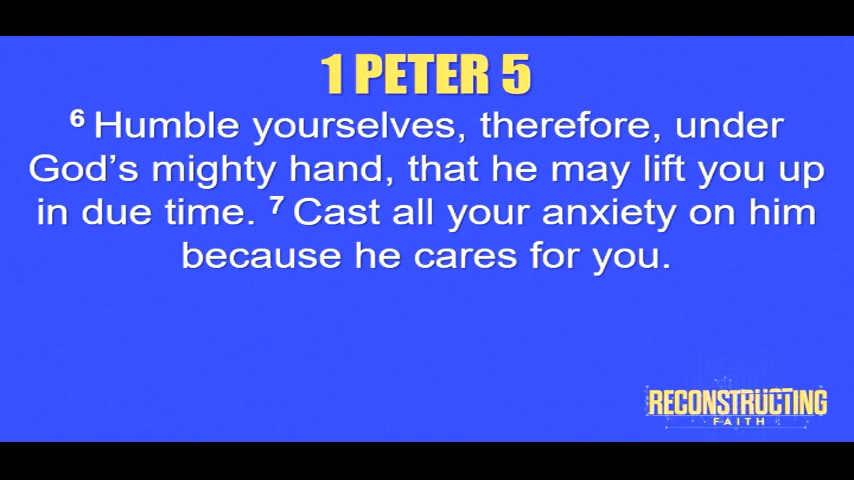 1 PETER 5
⁶ Humble yourselves, therefore, under
God’s mighty hand, that he may lift you up
in due time. ⁷ Cast all your anxiety on him
because he cares for you.
RECONSTRUCTING
FAITH